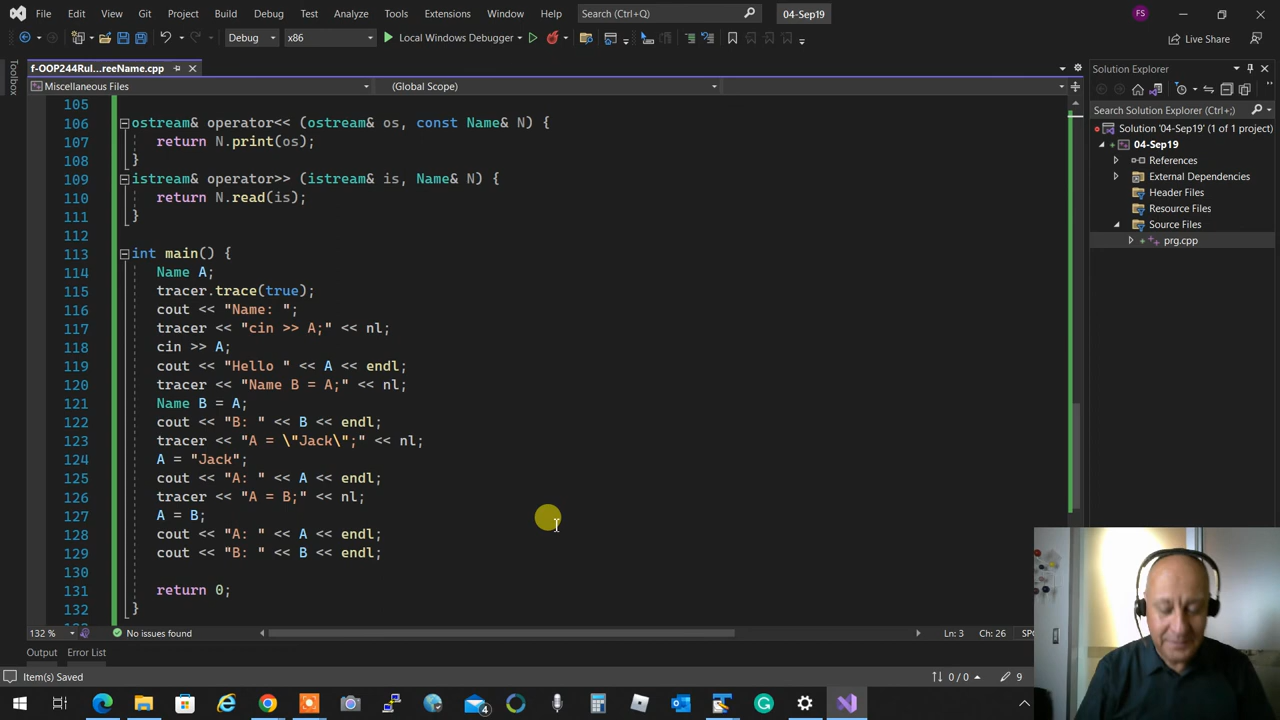 File Edit View Git Project Build Debug Test Analyze Tools Extensions Window Help Search (Ctrl+Q) 04-Sep19 FS
Debug x86 Local Windows Debugger Live Share
Toolbox
f-OOP244Rul...reeName.cpp
Miscellaneous Files (Global Scope)
105
106 ostream& operator<< (ostream& os, const Name& N) {
107 return N.print(os);
108 }
109 istream& operator>> (istream& is, Name& N) {
110 return N.read(is);
111 }
112
113 int main() {
114 Name A;
115 tracer.trace(true);
116 cout << "Name: ";
117 tracer << "cin >> A;" << nl;
118 cin >> A;
119 cout << "Hello " << A << endl;
120 tracer << "Name B = A;" << nl;
121 Name B = A;
122 cout << "B: " << B << endl;
123 tracer << "A = \"Jack\";" << nl;
124 A = "Jack";
125 cout << "A: " << A << endl;
126 tracer << "A = B;" << nl;
127 A = B;
128 cout << "A: " << A << endl;
129 cout << "B: " << B << endl;
130
131 return 0;
132 }
132 % No issues found Ln: 3 Ch: 26 SPC
Output Error List
Item(s) Saved 0 / 0 9
Solution Explorer
Search Solution Explorer (Ctrl+;)
Solution '04-Sep19' (1 of 1 project)
04-Sep19
References
External Dependencies
Header Files
Resource Files
Source Files
prg.cpp
4